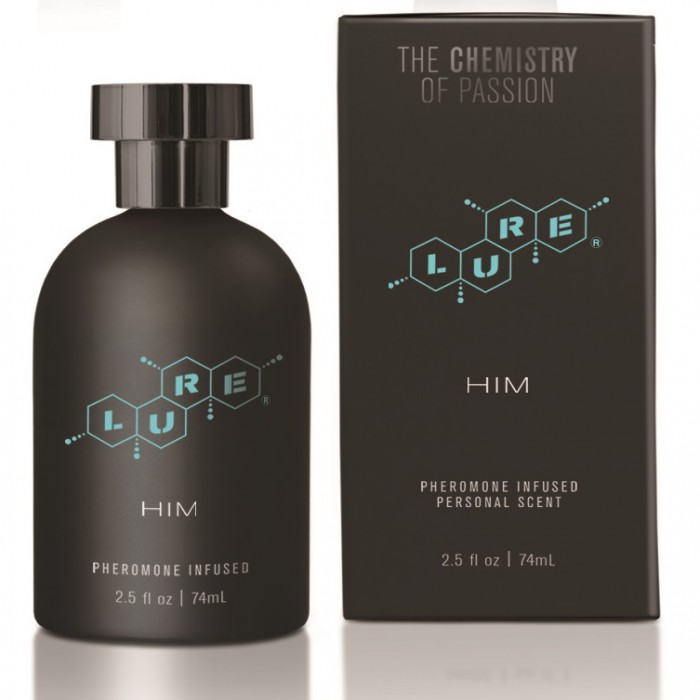 LURE®
HIM
PHEROMONE INFUSED
2.5 fl oz | 74mL
THE CHEMISTRY
OF PASSION
LURE®
HIM
PHEROMONE INFUSED
PERSONAL SCENT
2.5 fl oz | 74mL